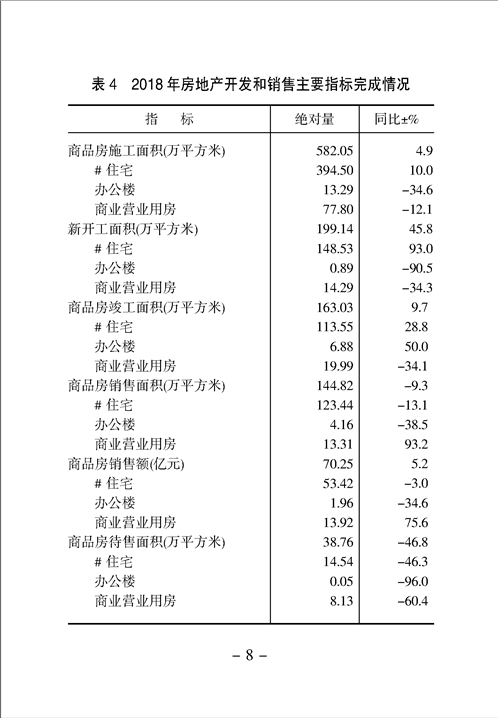 表 4 2018 年房地产开发和销售主要指标完成情况
指 标 绝对量 同比±%
商品房施工面积(万平方米) 582.05 4.9
# 住宅 394.50 10.0
办公楼 13.29 -34.6
商业营业用房 77.80 -12.1
新开工面积(万平方米) 199.14 45.8
# 住宅 148.53 93.0
办公楼 0.89 -90.5
商业营业用房 14.29 -34.3
商品房竣工面积(万平方米) 163.03 9.7
# 住宅 113.55 28.8
办公楼 6.88 50.0
商业营业用房 19.99 -34.1
商品房销售面积(万平方米) 144.82 -9.3
# 住宅 123.44 -13.1
办公楼 4.16 -38.5
商业营业用房 13.31 93.2
商品房销售额(亿元) 70.25 5.2
# 住宅 53.42 -3.0
办公楼 1.96 -34.6
商业营业用房 13.92 75.6
商品房待售面积(万平方米) 38.76 -46.8
# 住宅 14.54 -46.3
办公楼 0.05 -96.0
商业营业用房 8.13 -60.4
- 8 -